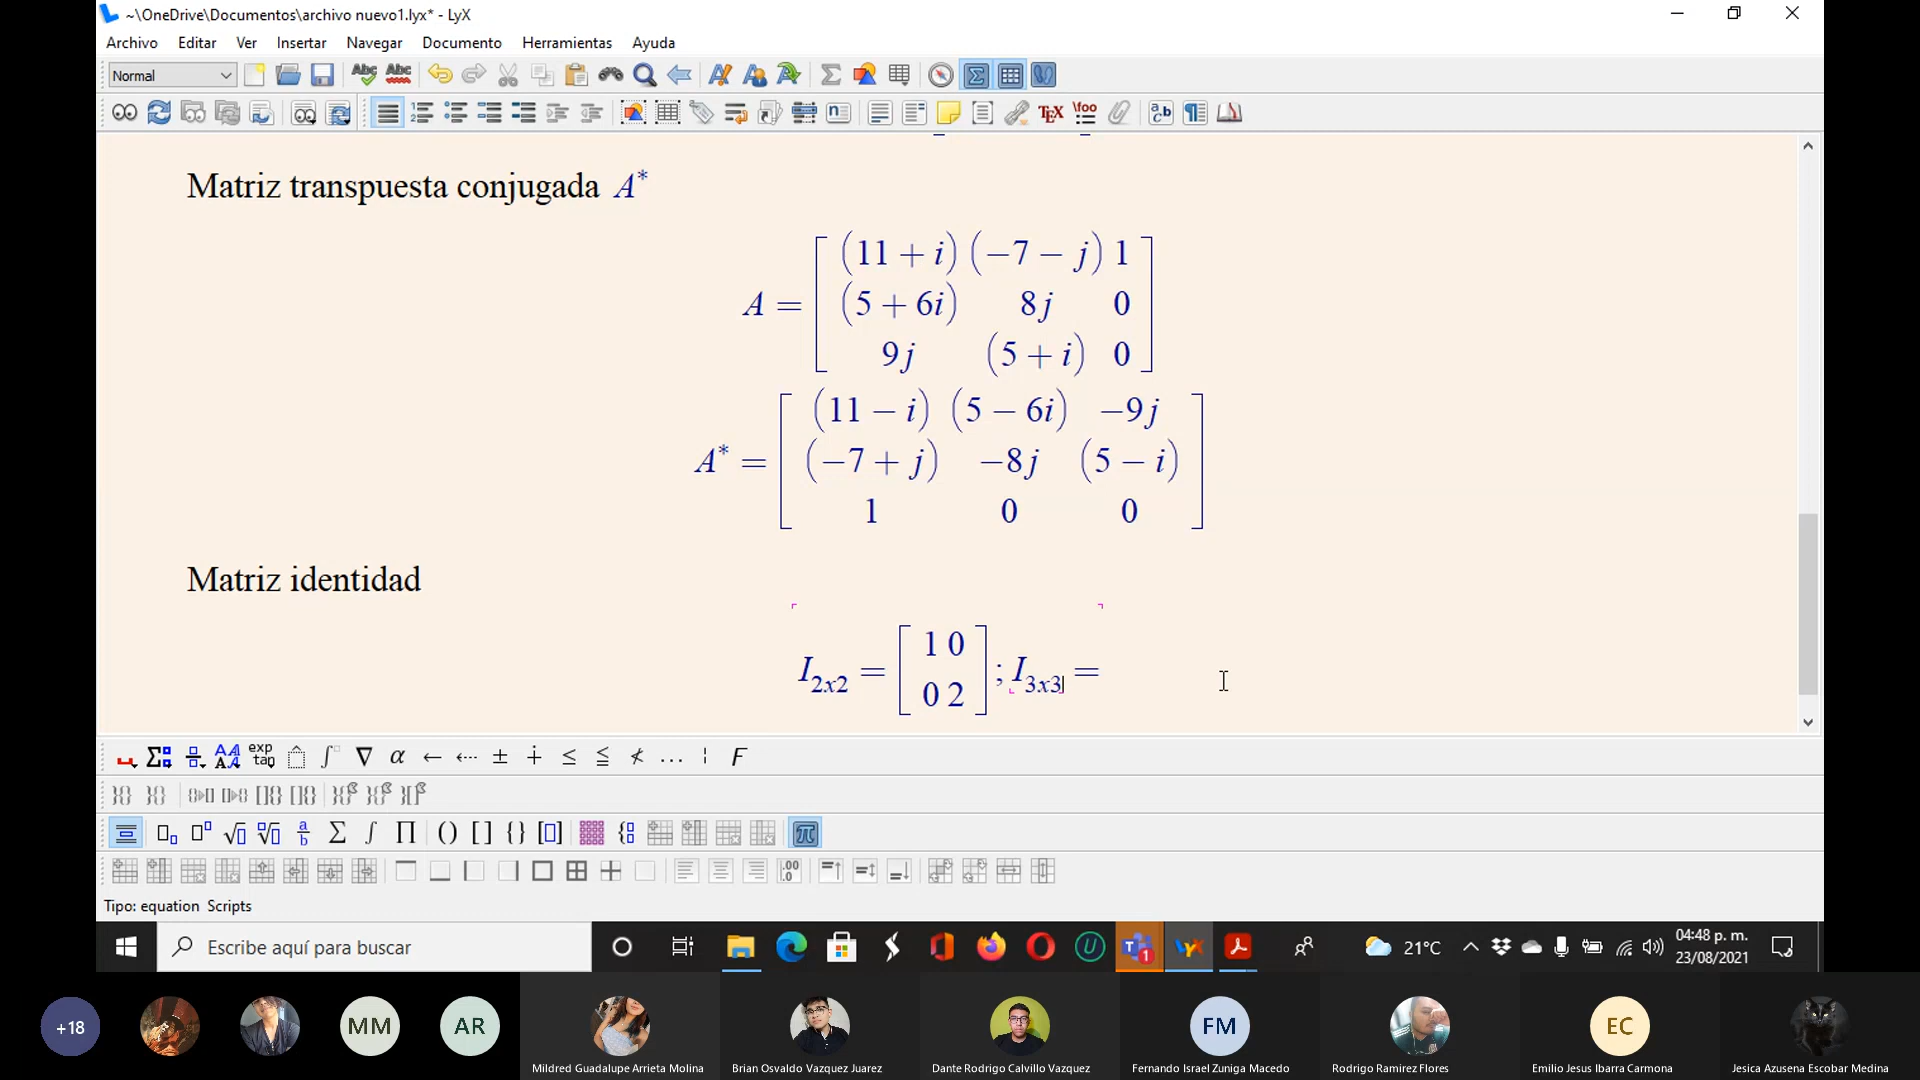 ~\OneDrive\Documentos\archivo nuevo1.lyx* - LyX
Archivo Editar Ver Insertar Navegar Documento Herramientas Ayuda
Normal
Matriz transpuesta conjugada A*
A = [ (11 + i) (−7 − j) 1
(5 + 6i) 8j 0
9j (5 + i) 0 ]
A* = [ (11 − i) (5 − 6i) −9j
(−7 + j) −8j (5 − i)
1 0 0 ]
Matriz identidad
I2x2 = [ 1 0
0 2 ] ; I3x3 =
Tipo: equation Scripts
Escribe aquí para buscar
21°C
04:48 p. m.
23/08/2021
+18
MM
AR
FM
EC
Mildred Guadalupe Arrieta Molina
Brian Osvaldo Vazquez Juarez
Dante Rodrigo Calvillo Vazquez
Fernando Israel Zuniga Macedo
Rodrigo Ramirez Flores
Emilio Jesus Ibarra Carmona
Jesica Azusena Escobar Medina